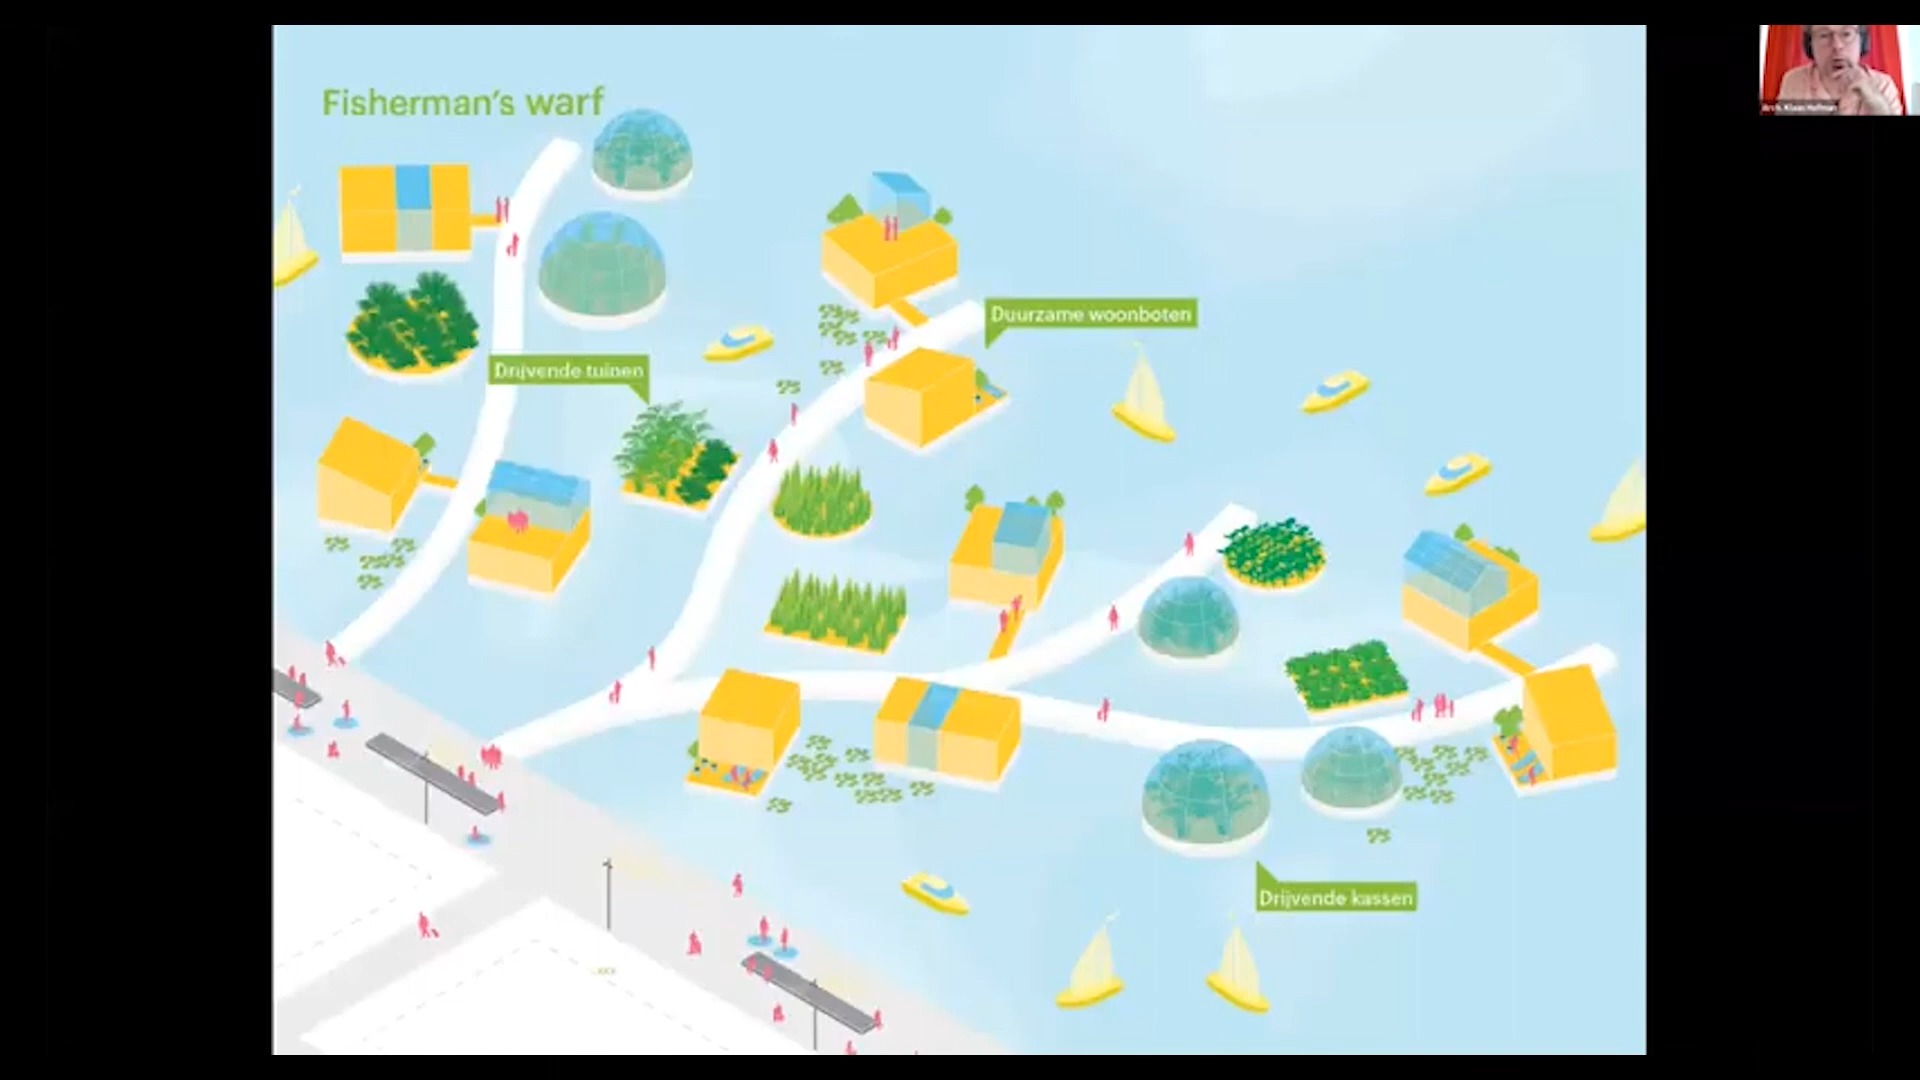 Fisherman's warf
Duurzame woonboten
Drijvende tuinen
Drijvende kassen